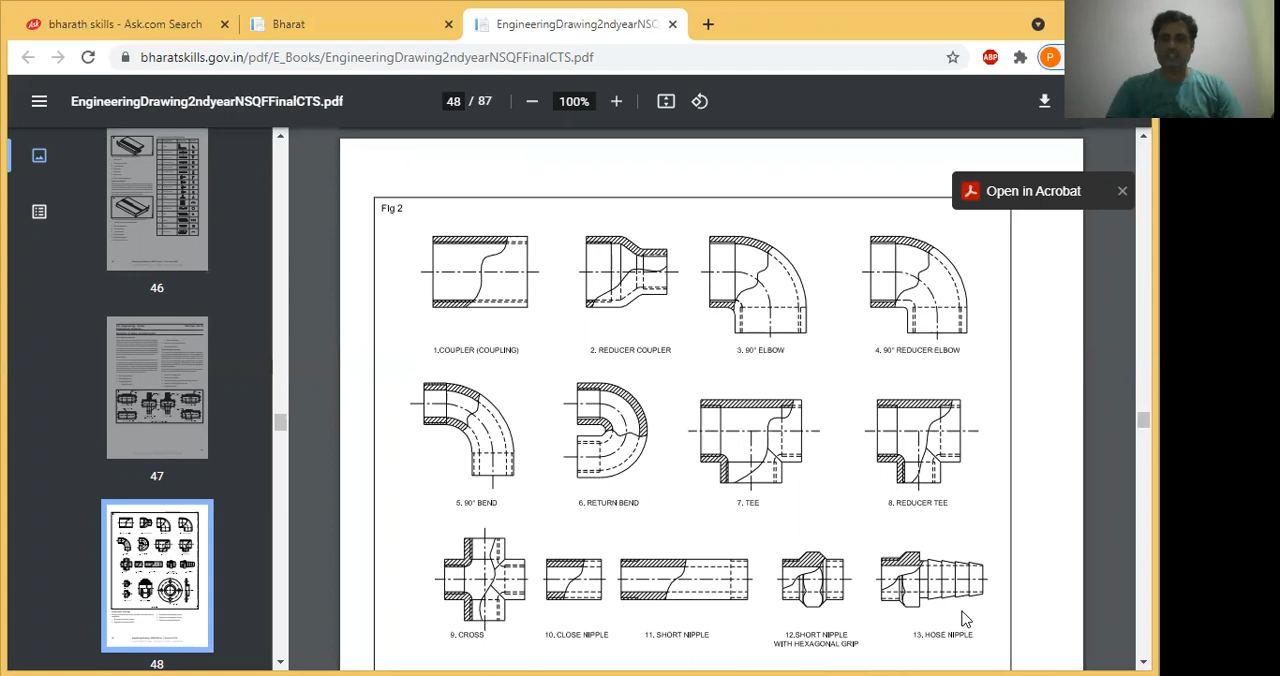 Ask bharath skills - Ask.com Search
Bharat
EngineeringDrawing2ndyearNSQ
bharatskills.gov.in/pdf/E_Books/EngineeringDrawing2ndyearNSQFFinalCTS.pdf
ABP
P
EngineeringDrawing2ndyearNSQFFinalCTS.pdf
48 / 87
100%
Open in Acrobat
46
47
48
FIg 2
1.COUPLER (COUPLING)
2. REDUCER COUPLER
3. 90° ELBOW
4. 90° REDUCER ELBOW
5. 90° BEND
6. RETURN BEND
7. TEE
8. REDUCER TEE
9. CROSS
10. CLOSE NIPPLE
11. SHORT NIPPLE
12.SHORT NIPPLE
WITH HEXAGONAL GRIP
13. HOSE NIPPLE